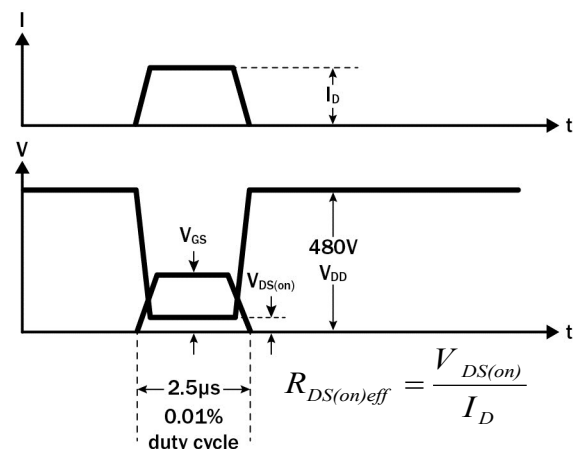 I
I_D
t
V
V_GS
480V
V_DD
V_DS(on)
t
2.5µs
0.01%
duty cycle
R_DS(on)eff = V_DS(on) / I_D